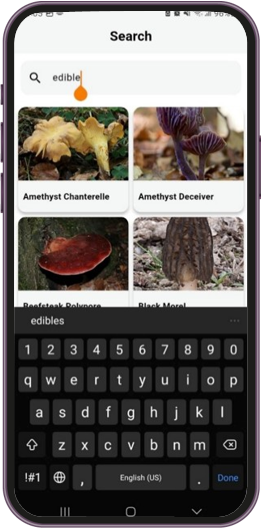 Search
edible
Amethyst Chanterelle
Amethyst Deceiver
Beefsteak Polypore
Black Morel
edibles
1 2 3 4 5 6 7 8 9 0
q w e r t y u i o p
a s d f g h j k l
z x c v b n m
!#1 , English (US) . Done